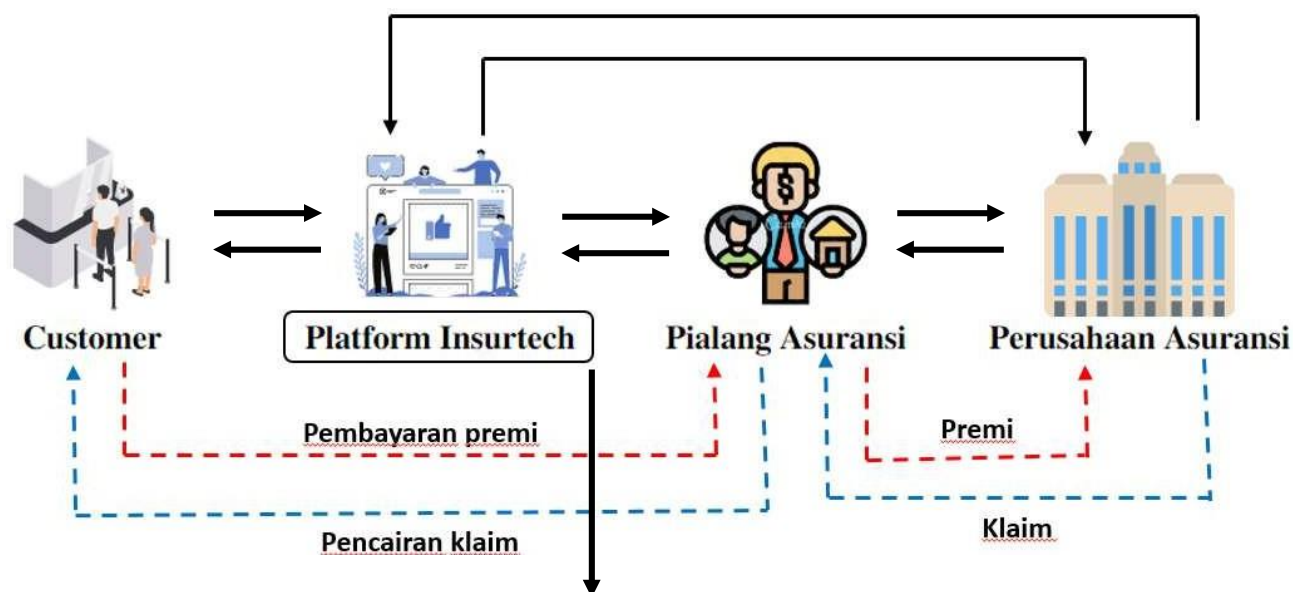 Customer
Platform Insurtech
Pialang Asuransi
Perusahaan Asuransi
Pembayaran premi
Premi
Pencairan klaim
Klaim